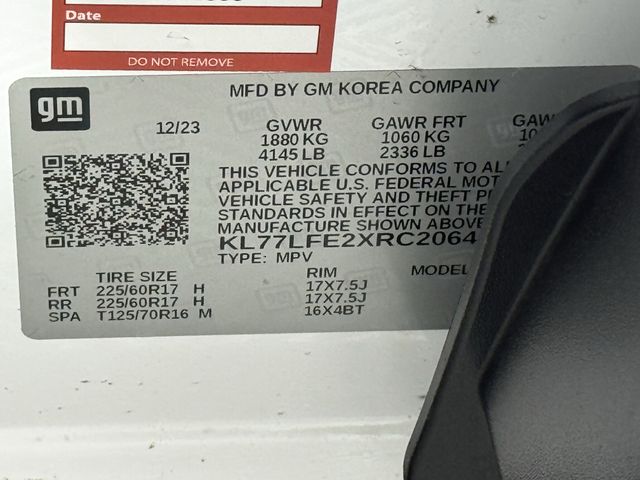 Date
DO NOT REMOVE
gm
MFD BY GM KOREA COMPANY
12/23 GVWR GAWR FRT GAW
1880 KG 1060 KG 10
4145 LB 2336 LB
THIS VEHICLE CONFORMS TO AL
APPLICABLE U.S. FEDERAL MOT
VEHICLE SAFETY AND THEFT P
STANDARDS IN EFFECT ON THE
MANUFACTURE SHOWN ABOVE
KL77LFE2XRC2064
TYPE: MPV
TIRE SIZE RIM MODEL
FRT 225/60R17 H 17X7.5J
RR 225/60R17 H 17X7.5J
SPA T125/70R16 M 16X4BT